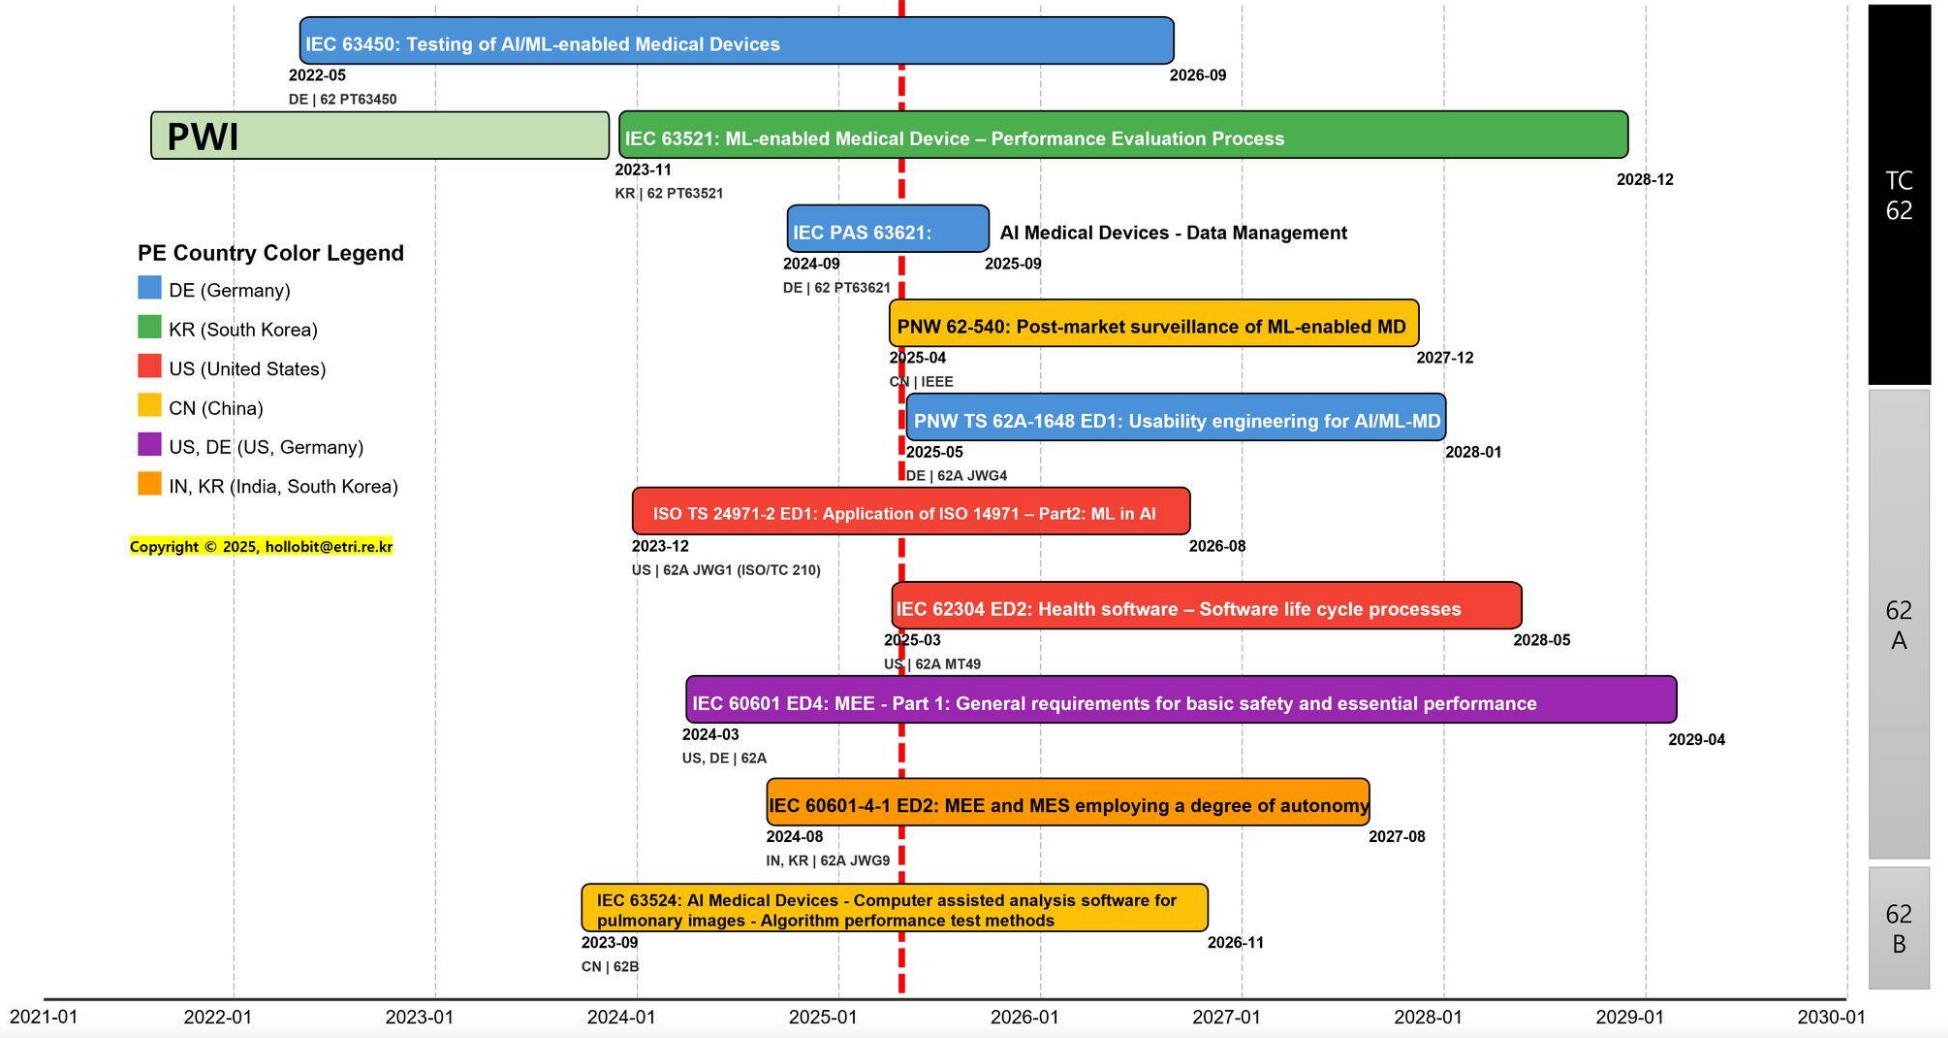 IEC 63450: Testing of AI/ML-enabled Medical Devices
2022-05
2026-09
DE | 62 PT63450
PWI
IEC 63521: ML-enabled Medical Device – Performance Evaluation Process
2023-11
2028-12
KR | 62 PT63521
TC
62
IEC PAS 63621:
AI Medical Devices - Data Management
2024-09
2025-09
DE | 62 PT63621
PE Country Color Legend
DE (Germany)
KR (South Korea)
US (United States)
CN (China)
US, DE (US, Germany)
IN, KR (India, South Korea)
Copyright © 2025, hollobit@etri.re.kr
PNW 62-540: Post-market surveillance of ML-enabled MD
2025-04
2027-12
CN | IEEE
PNW TS 62A-1648 ED1: Usability engineering for AI/ML-MD
2025-05
2028-01
DE | 62A JWG4
ISO TS 24971-2 ED1: Application of ISO 14971 – Part2: ML in AI
2023-12
2026-08
US | 62A JWG1 (ISO/TC 210)
IEC 62304 ED2: Health software – Software life cycle processes
2025-03
2028-05
US | 62A MT49
62
A
IEC 60601 ED4: MEE - Part 1: General requirements for basic safety and essential performance
2024-03
2029-04
US, DE | 62A
IEC 60601-4-1 ED2: MEE and MES employing a degree of autonomy
2024-08
2027-08
IN, KR | 62A JWG9
IEC 63524: AI Medical Devices - Computer assisted analysis software for
pulmonary images - Algorithm performance test methods
2023-09
2026-11
CN | 62B
62
B
2021-01
2022-01
2023-01
2024-01
2025-01
2026-01
2027-01
2028-01
2029-01
2030-01